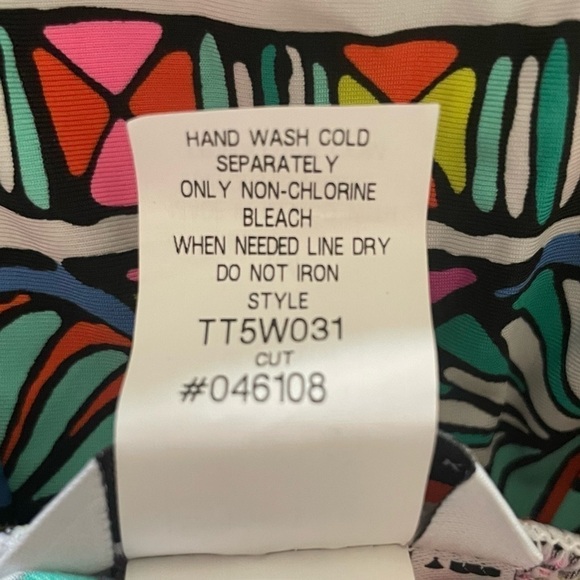 HAND WASH COLD
SEPARATELY
ONLY NON-CHLORINE
BLEACH
WHEN NEEDED LINE DRY
DO NOT IRON
STYLE
TT5W031
CUT
#046108